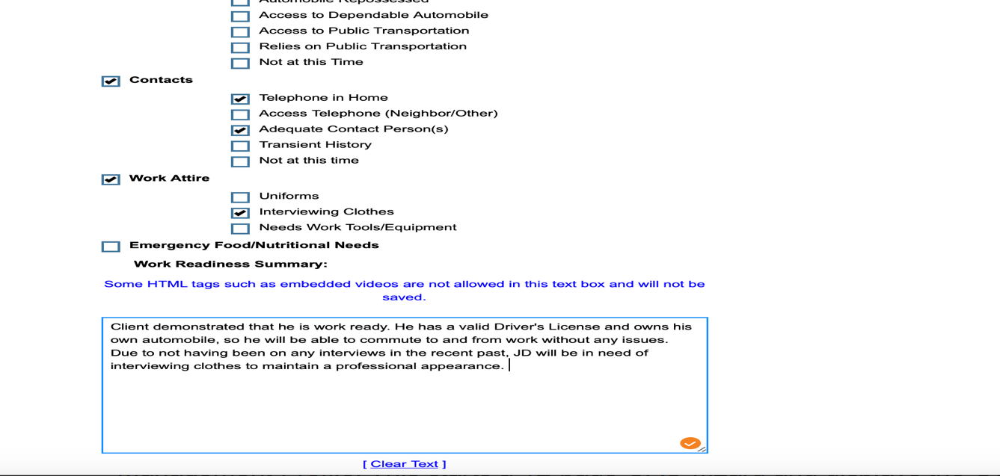 Automobile Repossessed
Access to Dependable Automobile
Access to Public Transportation
Relies on Public Transportation
Not at this Time
Contacts
Telephone in Home
Access Telephone (Neighbor/Other)
Adequate Contact Person(s)
Transient History
Not at this time
Work Attire
Uniforms
Interviewing Clothes
Needs Work Tools/Equipment
Emergency Food/Nutritional Needs
Work Readiness Summary:
Some HTML tags such as embedded videos are not allowed in this text box and will not be
saved.
Client demonstrated that he is work ready. He has a valid Driver's License and owns his
own automobile, so he will be able to commute to and from work without any issues.
Due to not having been on any interviews in the recent past, JD will be in need of
interviewing clothes to maintain a professional appearance.
[ Clear Text ]